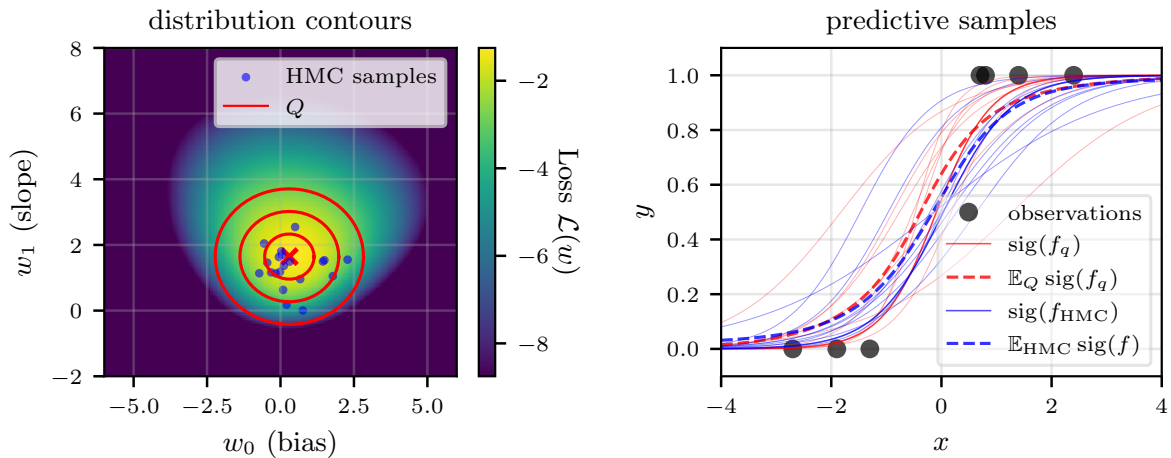 distribution contours
8
6
4
2
0
−2
w₁ (slope)
−5.0
−2.5
0.0
2.5
5.0
w₀ (bias)
HMC samples
Q
−2
−4
−6
−8
Loss ℒ(w)
predictive samples
1.0
0.8
0.6
0.4
0.2
0.0
y
−4
−2
0
2
4
x
observations
sig(f_q)
𝔼_Q sig(f_q)
sig(f_HMC)
𝔼_HMC sig(f)